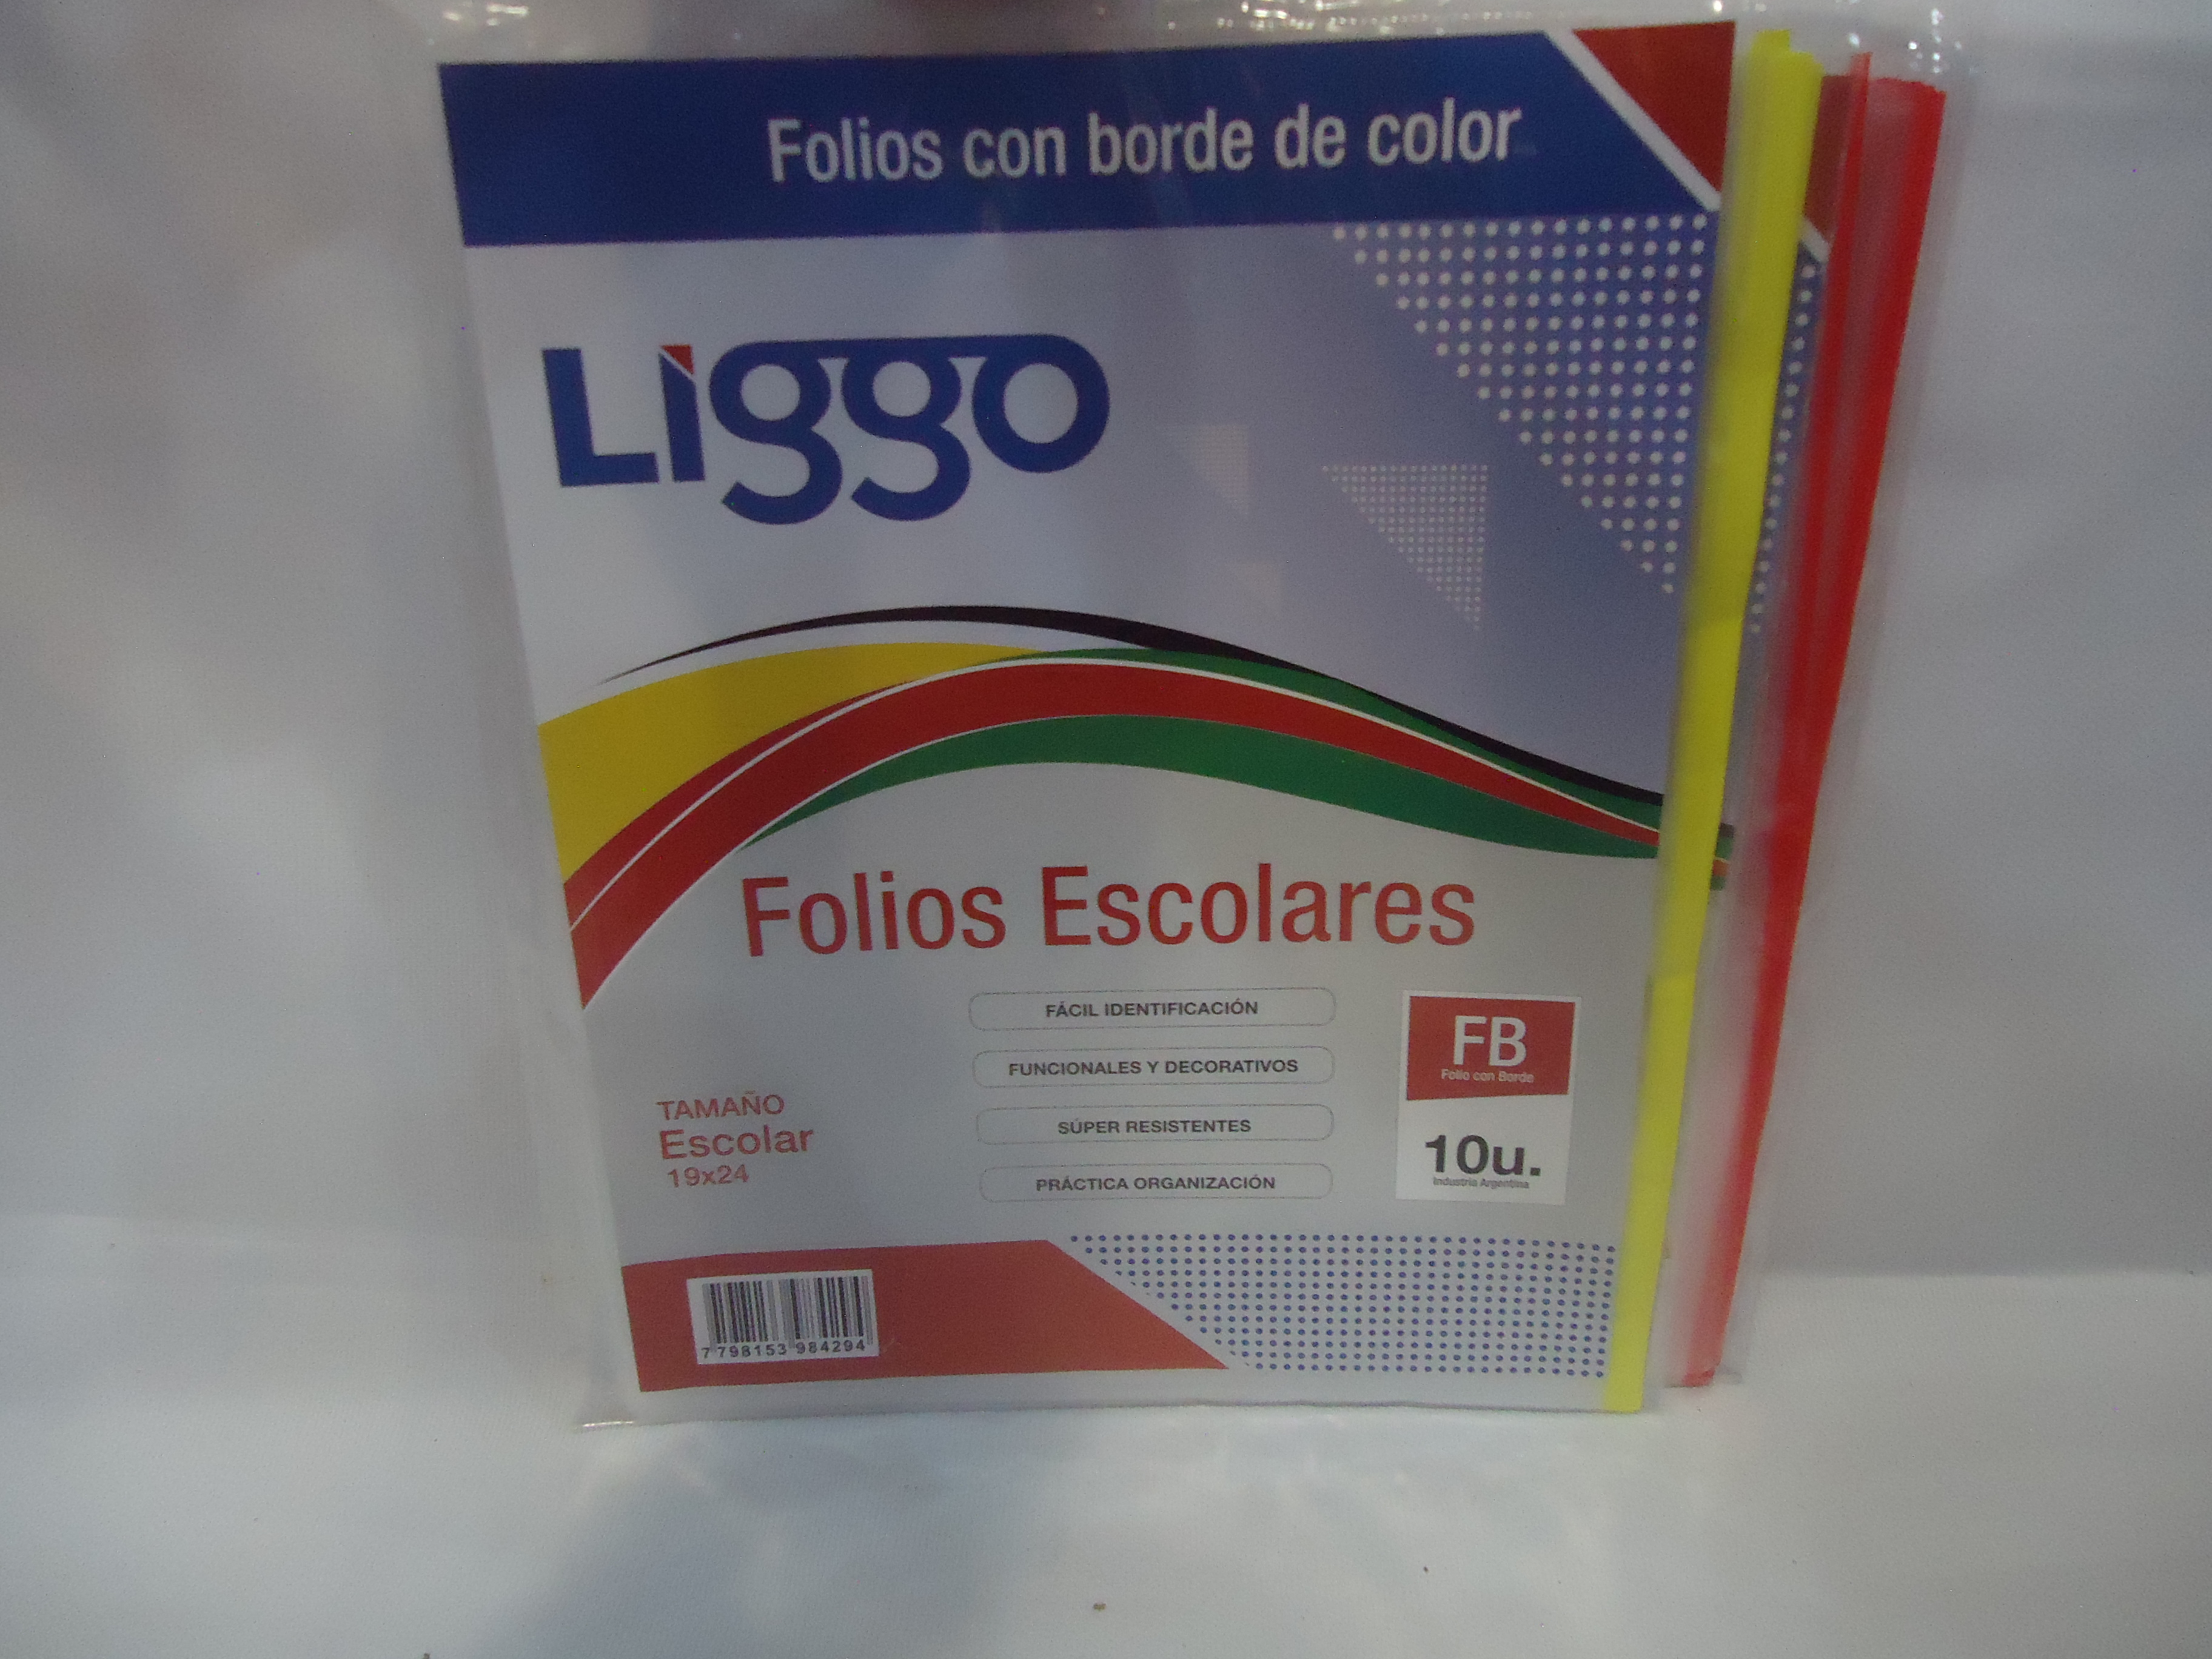 Folios con borde de color
Liggo
Folios Escolares
FÁCIL IDENTIFICACIÓN
FUNCIONALES Y DECORATIVOS
SÚPER RESISTENTES
PRÁCTICA ORGANIZACIÓN
TAMAÑO
Escolar
19x24
FB
Folio con Borde
10u.
Industria Argentina
7 798153 984294